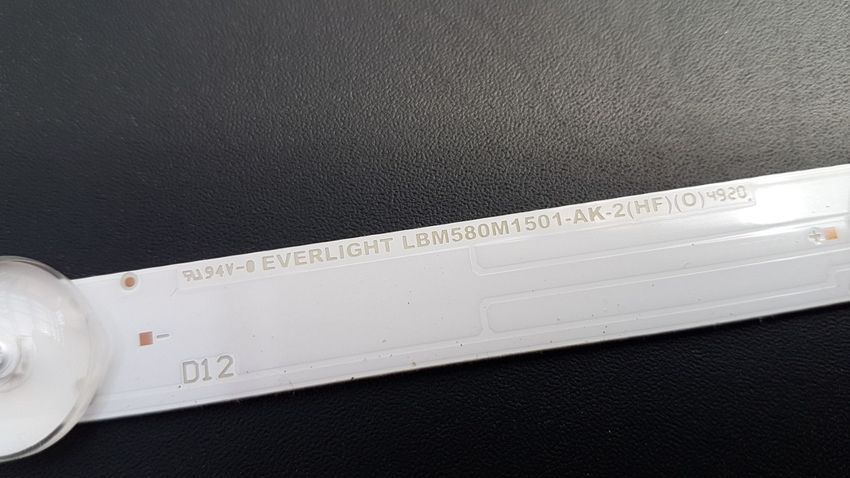 94V-0 EVERLIGHT LBM580M1501-AK-2(HF)(O) 4920
+
-
D12